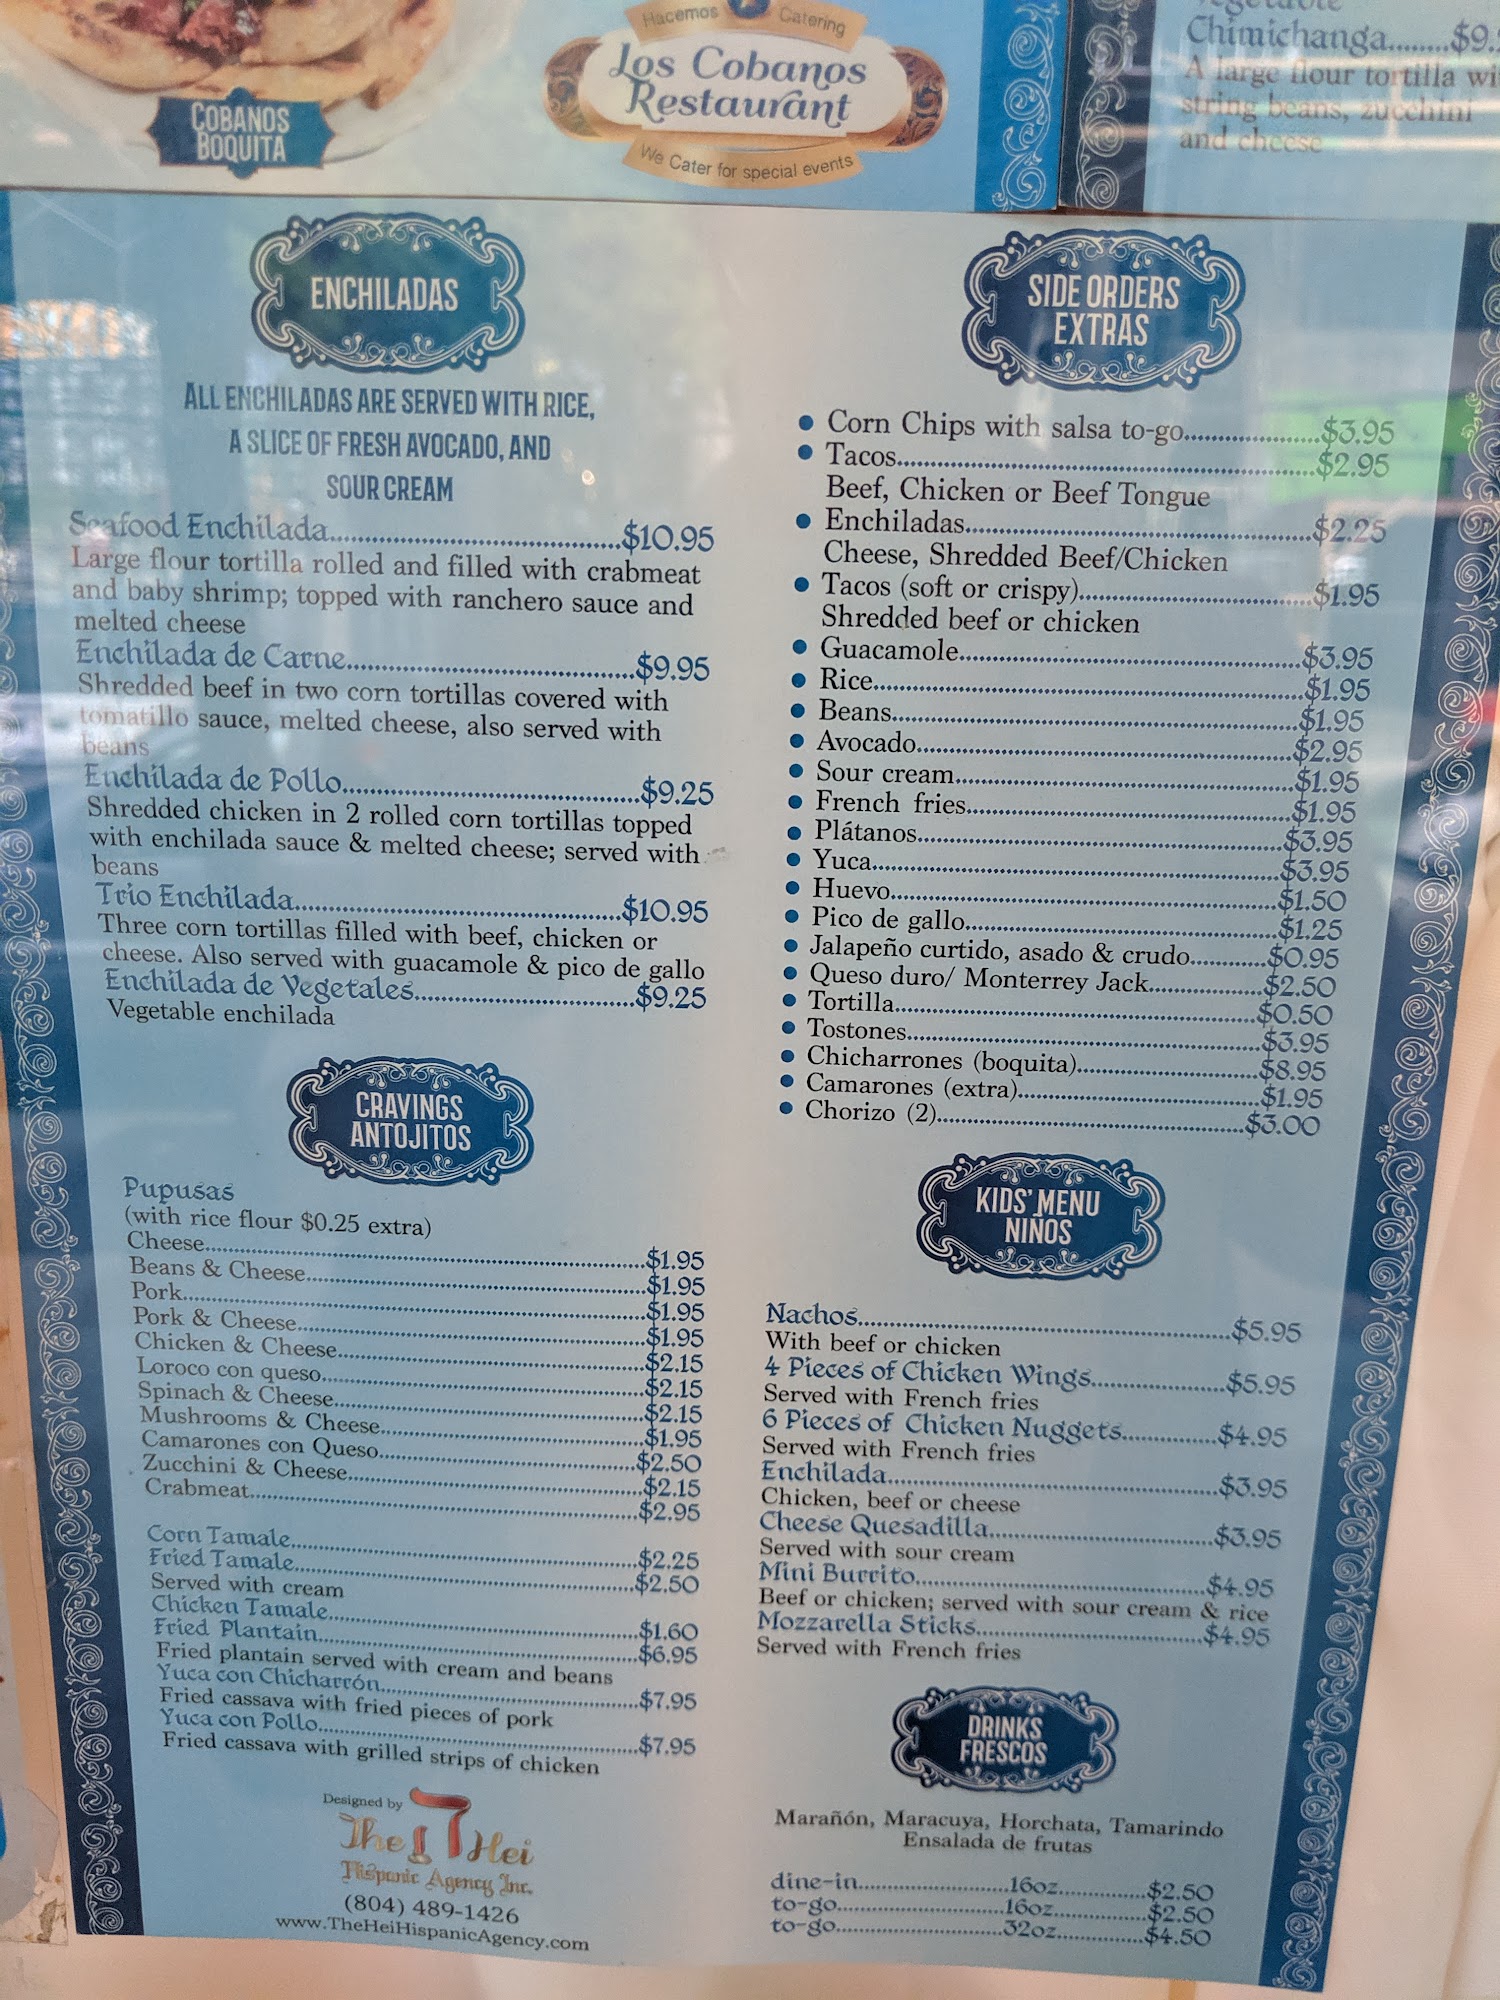 COBANOS
BOQUITA
Hacemos Catering
Los Cobanos
Restaurant
We Cater for special events
Chimichanga........$9.
A large flour tortilla wi
string beans, zucchini
and cheese
ENCHILADAS
ALL ENCHILADAS ARE SERVED WITH RICE,
A SLICE OF FRESH AVOCADO, AND
SOUR CREAM
Seafood Enchilada..........$10.95
Large flour tortilla rolled and filled with crabmeat
and baby shrimp; topped with ranchero sauce and
melted cheese
Enchilada de Carne..........$9.95
Shredded beef in two corn tortillas covered with
tomatillo sauce, melted cheese, also served with
beans
Enchilada de Pollo..........$9.25
Shredded chicken in 2 rolled corn tortillas topped
with enchilada sauce & melted cheese; served with
beans
Trio Enchilada..........$10.95
Three corn tortillas filled with beef, chicken or
cheese. Also served with guacamole & pico de gallo
Enchilada de Vegetales..........$9.25
Vegetable enchilada
CRAVINGS
ANTOJITOS
Pupusas
(with rice flour $0.25 extra)
Cheese..........$1.95
Beans & Cheese..........$1.95
Pork..........$1.95
Pork & Cheese..........$1.95
Chicken & Cheese..........$2.15
Loroco con queso..........$2.15
Spinach & Cheese..........$2.15
Mushrooms & Cheese..........$1.95
Camarones con Queso..........$2.50
Zucchini & Cheese..........$2.15
Crabmeat..........$2.95
Corn Tamale..........$2.25
Fried Tamale..........$2.50
Served with cream
Chicken Tamale..........$1.60
Fried Plantain..........$6.95
Fried plantain served with cream and beans
Yuca con Chicharrón..........$7.95
Fried cassava with fried pieces of pork
Yuca con Pollo..........$7.95
Fried cassava with grilled strips of chicken
Designed by
The Hei
Hispanic Agency Inc.
(804) 489-1426
www.TheHeiHispanicAgency.com
SIDE ORDERS
EXTRAS
• Corn Chips with salsa to-go..........$3.95
• Tacos..........$2.95
Beef, Chicken or Beef Tongue
• Enchiladas..........$2.25
Cheese, Shredded Beef/Chicken
• Tacos (soft or crispy)..........$1.95
Shredded beef or chicken
• Guacamole..........$3.95
• Rice..........$1.95
• Beans..........$1.95
• Avocado..........$2.95
• Sour cream..........$1.95
• French fries..........$1.95
• Plátanos..........$3.95
• Yuca..........$3.95
• Huevo..........$1.50
• Pico de gallo..........$1.25
• Jalapeño curtido, asado & crudo..........$0.95
• Queso duro/ Monterrey Jack..........$2.50
• Tortilla..........$0.50
• Tostones..........$3.95
• Chicharrones (boquita)..........$8.95
• Camarones (extra)..........$1.95
• Chorizo (2)..........$3.00
KIDS' MENU
NIÑOS
Nachos..........$5.95
With beef or chicken
4 Pieces of Chicken Wings..........$5.95
Served with French fries
6 Pieces of Chicken Nuggets..........$4.95
Served with French fries
Enchilada..........$3.95
Chicken, beef or cheese
Cheese Quesadilla..........$3.95
Served with sour cream
Mini Burrito..........$4.95
Beef or chicken; served with sour cream & rice
Mozzarella Sticks..........$4.95
Served with French fries
DRINKS
FRESCOS
Marañón, Maracuya, Horchata, Tamarindo
Ensalada de frutas
dine-in..........16oz..........$2.50
to-go..........16oz..........$2.50
to-go..........32oz..........$4.50